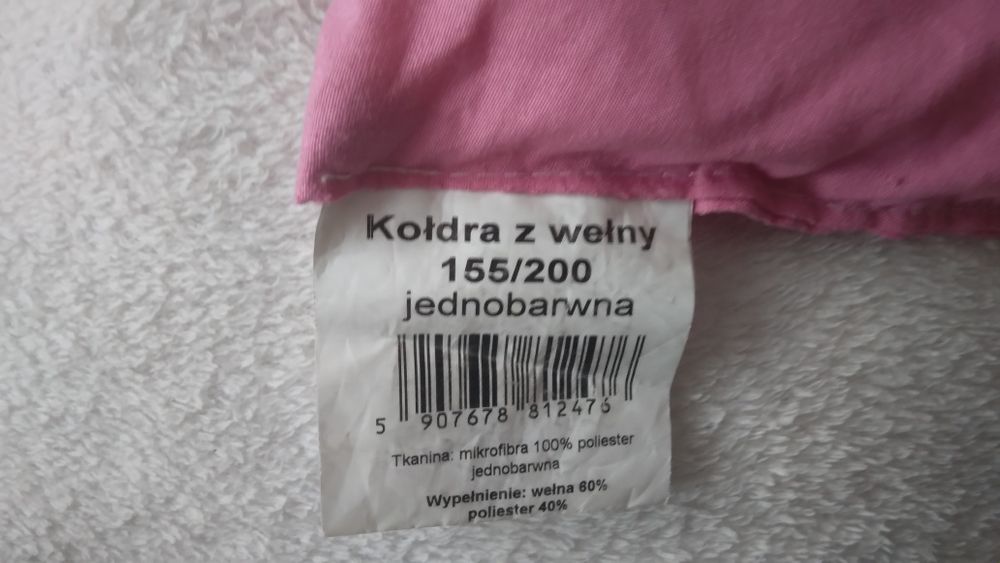 Kołdra z wełny
155/200
jednobarwna
5 907678 812476
Tkanina: mikrofibra 100% poliester
jednobarwna
Wypełnienie: wełna 60%
poliester 40%